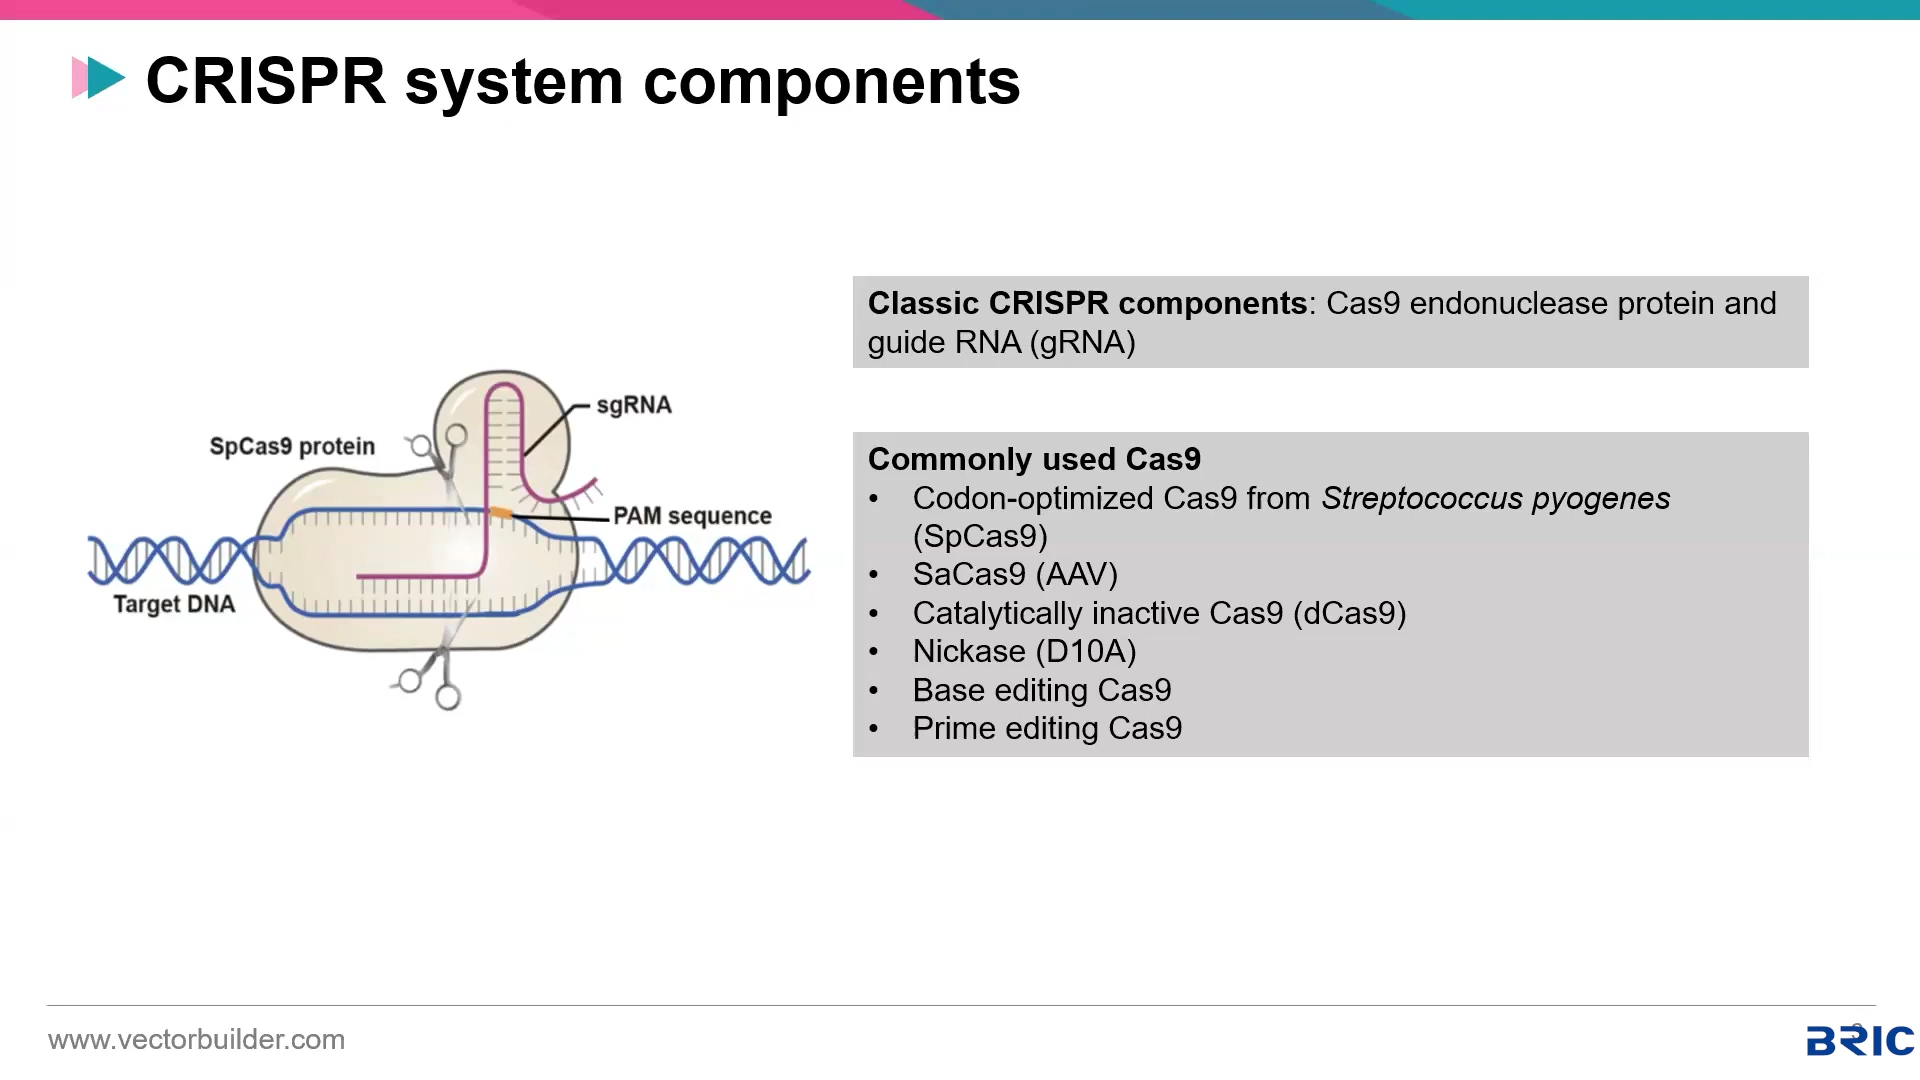 CRISPR system components
Classic CRISPR components: Cas9 endonuclease protein and
guide RNA (gRNA)
sgRNA
SpCas9 protein
PAM sequence
Target DNA
Commonly used Cas9
• Codon-optimized Cas9 from Streptococcus pyogenes
(SpCas9)
• SaCas9 (AAV)
• Catalytically inactive Cas9 (dCas9)
• Nickase (D10A)
• Base editing Cas9
• Prime editing Cas9
www.vectorbuilder.com
BRIC